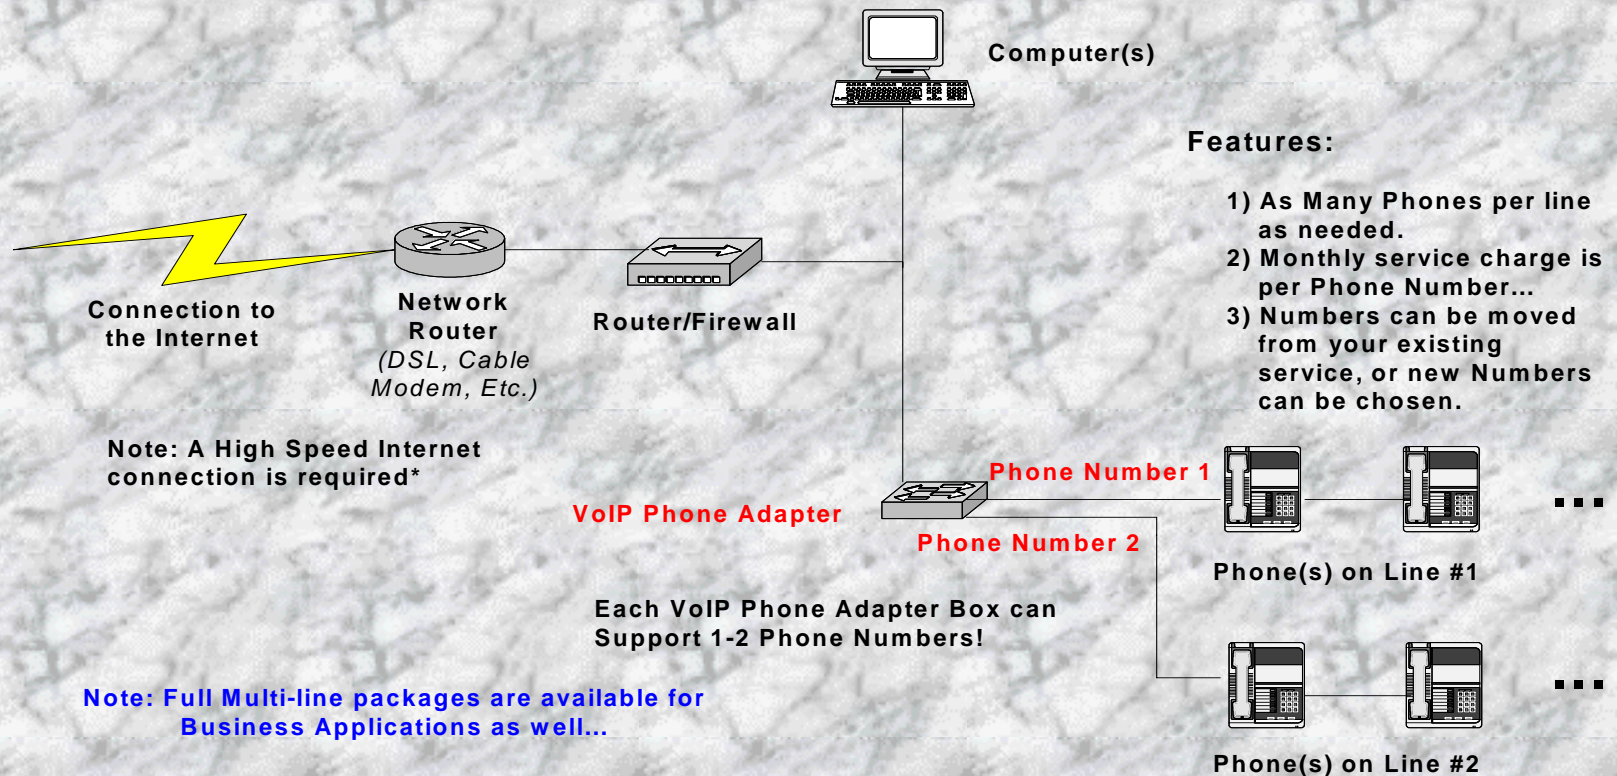 Computer(s)
Features:
1) As Many Phones per line
as needed.
2) Monthly service charge is
per Phone Number...
3) Numbers can be moved
from your existing
service, or new Numbers
can be chosen.
Connection to
the Internet
Network
Router
(DSL, Cable
Modem, Etc.)
Router/Firewall
Note: A High Speed Internet
connection is required*
VoIP Phone Adapter
Phone Number 1
Phone Number 2
Phone(s) on Line #1
...
Each VoIP Phone Adapter Box can
Support 1-2 Phone Numbers!
Note: Full Multi-line packages are available for
Business Applications as well...
...
Phone(s) on Line #2